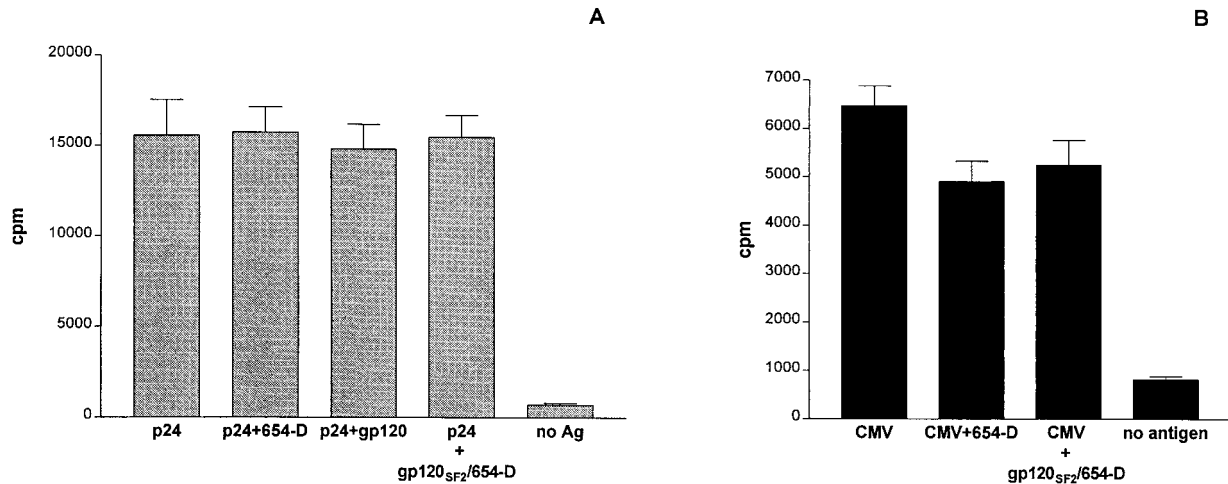 A
20000
15000
10000
5000
0
cpm
p24
p24+654-D
p24+gp120
p24
+
gp120SF2/654-D
no Ag
B
7000
6000
5000
4000
3000
2000
1000
0
cpm
CMV
CMV+654-D
CMV
+
gp120SF2/654-D
no antigen